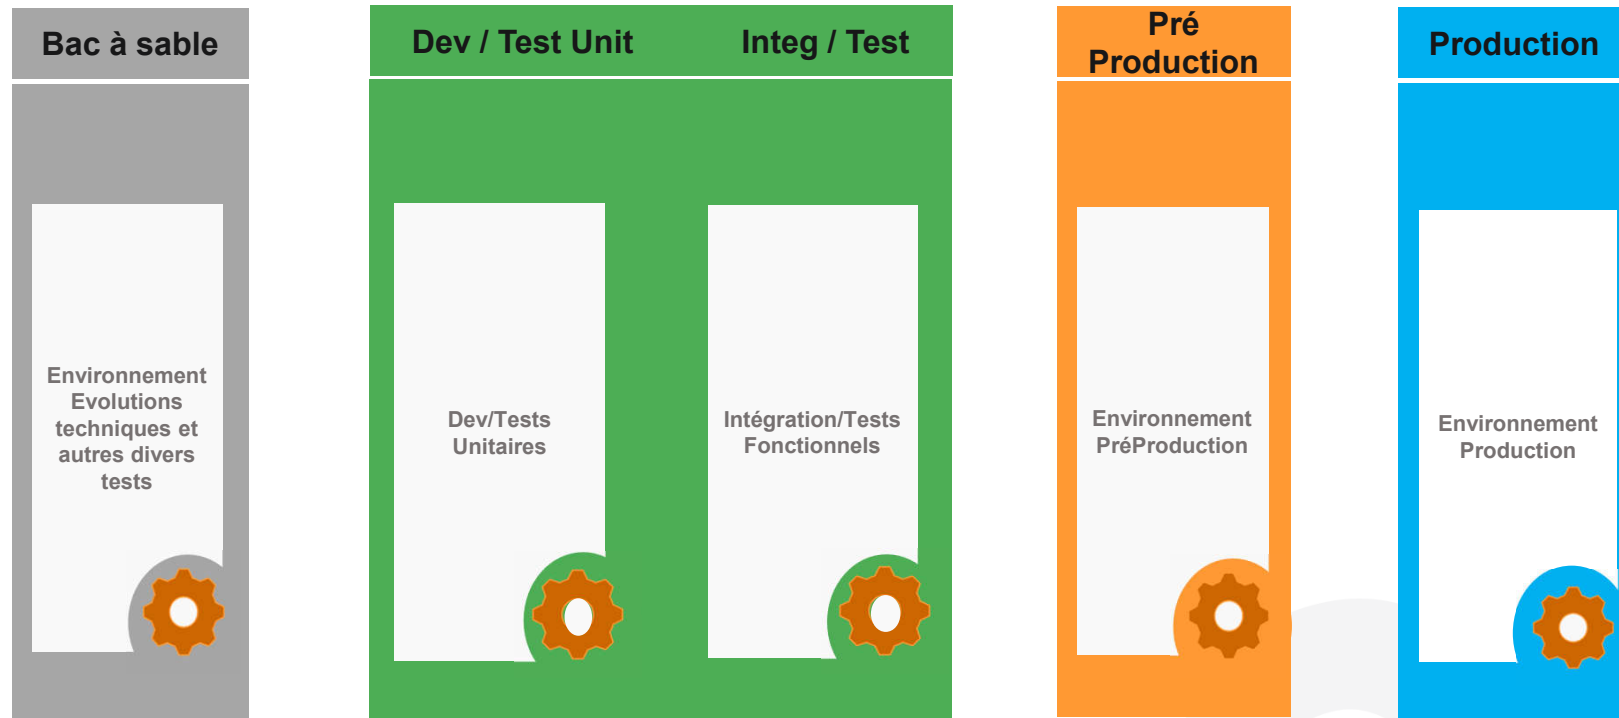 Bac à sable
Dev / Test Unit
Integ / Test
Pré
Production
Production
Environnement
Evolutions
techniques et
autres divers
tests
Dev/Tests
Unitaires
Intégration/Tests
Fonctionnels
Environnement
PréProduction
Environnement
Production